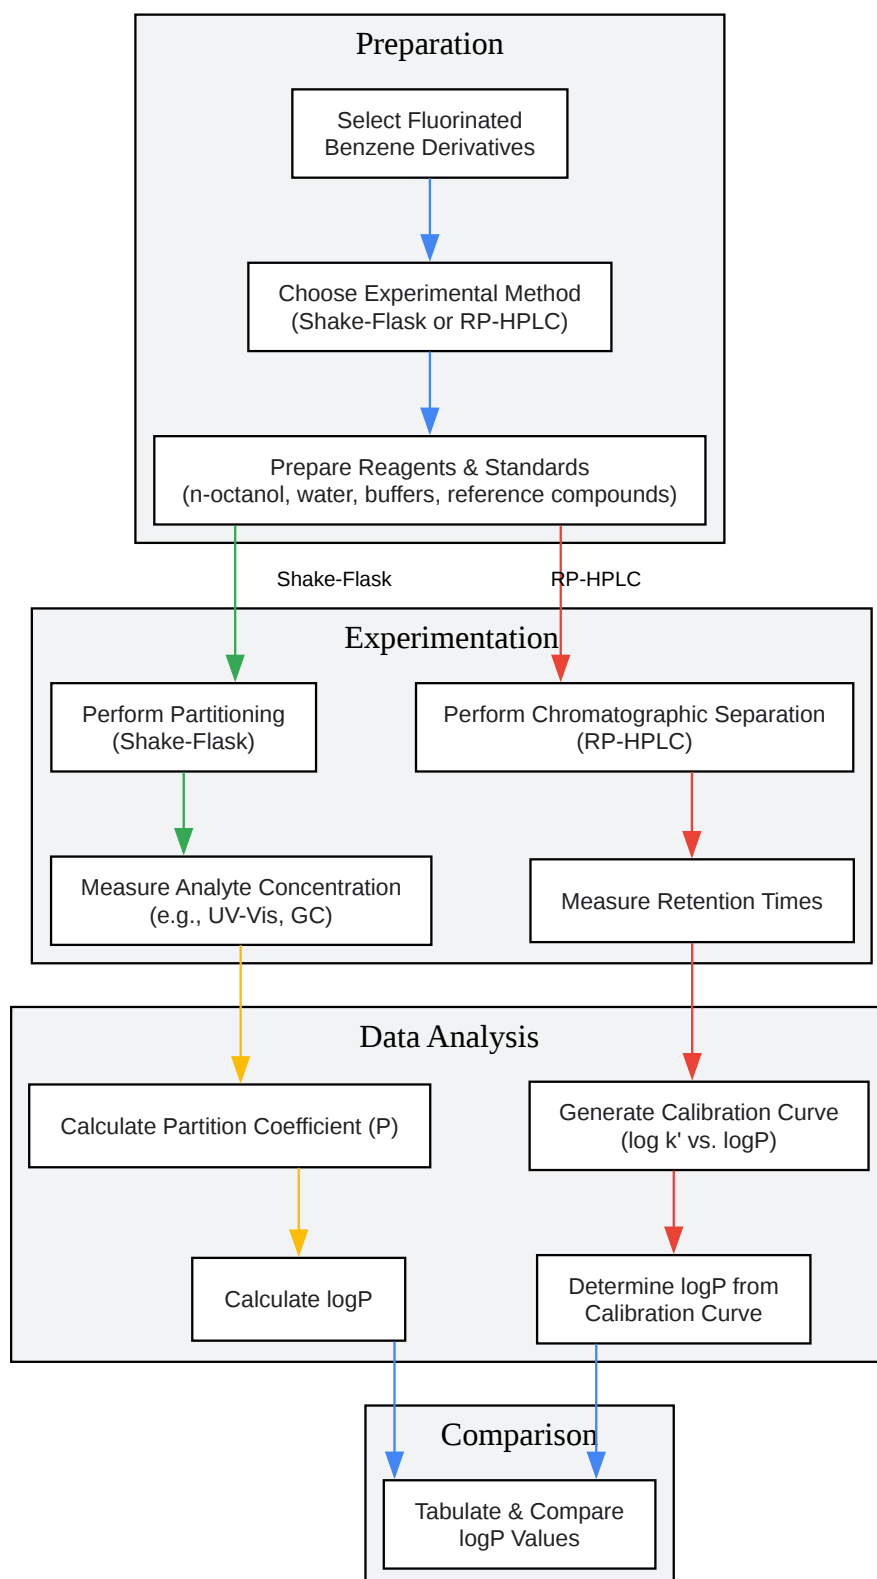 Preparation
Select Fluorinated
Benzene Derivatives
Choose Experimental Method
(Shake-Flask or RP-HPLC)
Prepare Reagents & Standards
(n-octanol, water, buffers, reference compounds)
Shake-Flask
RP-HPLC
Experimentation
Perform Partitioning
(Shake-Flask)
Perform Chromatographic Separation
(RP-HPLC)
Measure Analyte Concentration
(e.g., UV-Vis, GC)
Measure Retention Times
Data Analysis
Calculate Partition Coefficient (P)
Generate Calibration Curve
(log k' vs. logP)
Calculate logP
Determine logP from
Calibration Curve
Comparison
Tabulate & Compare
logP Values